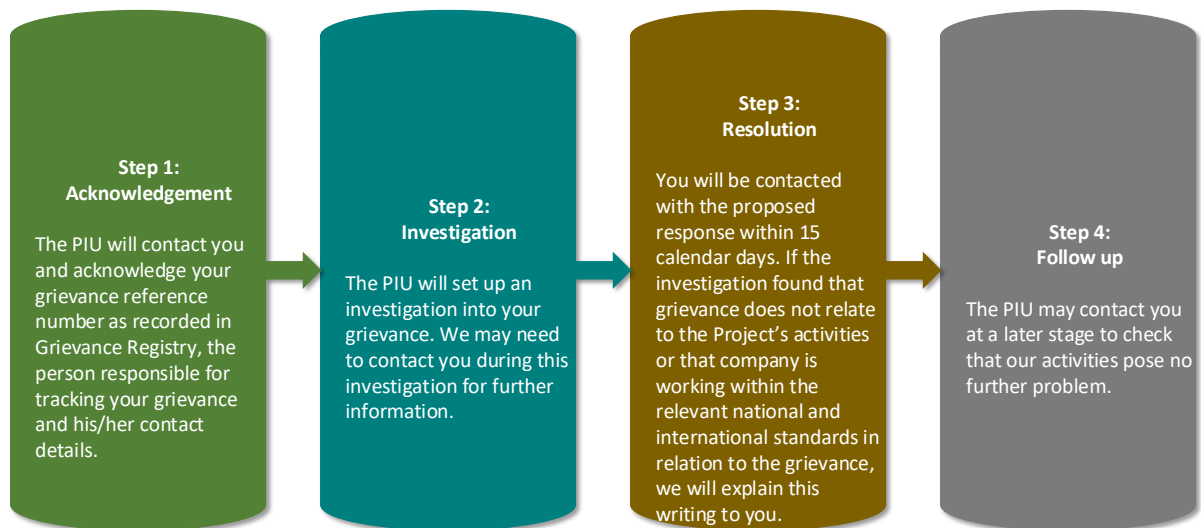 Step 1:
Acknowledgement
The PIU will contact you
and acknowledge your
grievance reference
number as recorded in
Grievance Registry, the
person responsible for
tracking your grievance
and his/her contact
details.
Step 2:
Investigation
The PIU will set up an
investigation into your
grievance. We may need
to contact you during this
investigation for further
information.
Step 3:
Resolution
You will be contacted
with the proposed
response within 15
calendar days. If the
investigation found that
grievance does not relate
to the Project’s activities
or that company is
working within the
relevant national and
international standards in
relation to the grievance,
we will explain this
writing to you.
Step 4:
Follow up
The PIU may contact you
at a later stage to check
that our activities pose no
further problem.